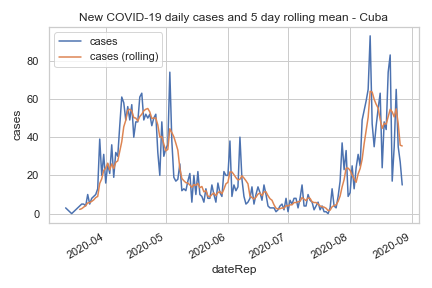 New COVID-19 daily cases and 5 day rolling mean - Cuba
cases
cases (rolling)
80
60
40
20
0
cases
2020-04
2020-05
2020-06
2020-07
2020-08
2020-09
dateRep